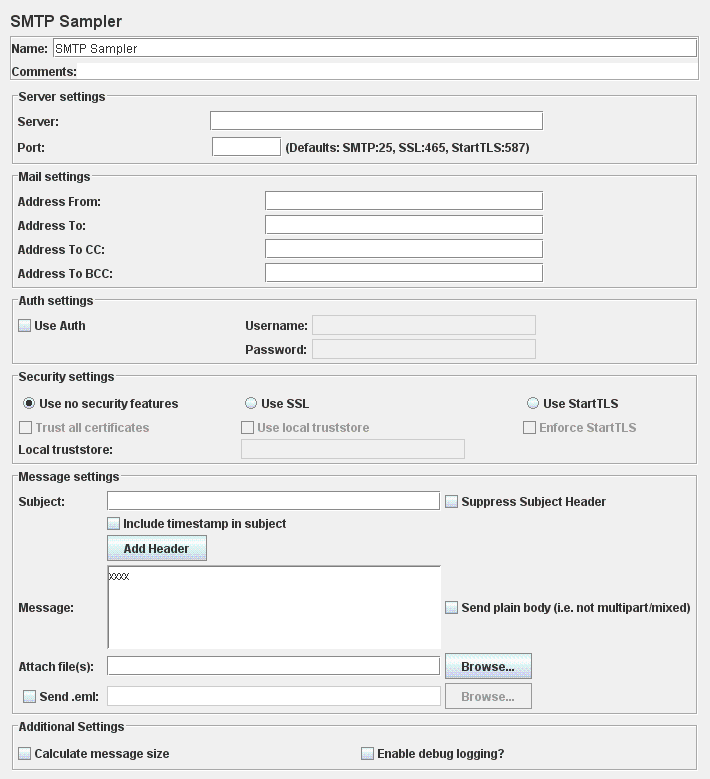 SMTP Sampler
Name: SMTP Sampler
Comments:
Server settings
Server:
Port: (Defaults: SMTP:25, SSL:465, StartTLS:587)
Mail settings
Address From:
Address To:
Address To CC:
Address To BCC:
Auth settings
Use Auth Username:
Password:
Security settings
Use no security features Use SSL Use StartTLS
Trust all certificates Use local truststore Enforce StartTLS
Local truststore:
Message settings
Subject: Suppress Subject Header
Include timestamp in subject
Add Header
xxxx
Message: Send plain body (i.e. not multipart/mixed)
Attach file(s): Browse...
Send .eml: Browse...
Additional Settings
Calculate message size Enable debug logging?